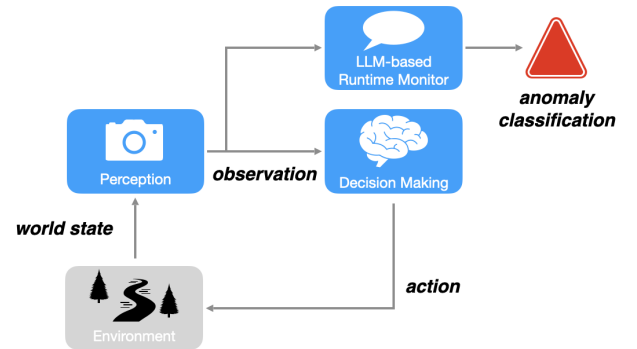 LLM-based
Runtime Monitor
anomaly
classification
Perception
observation
Decision Making
world state
action
Environment